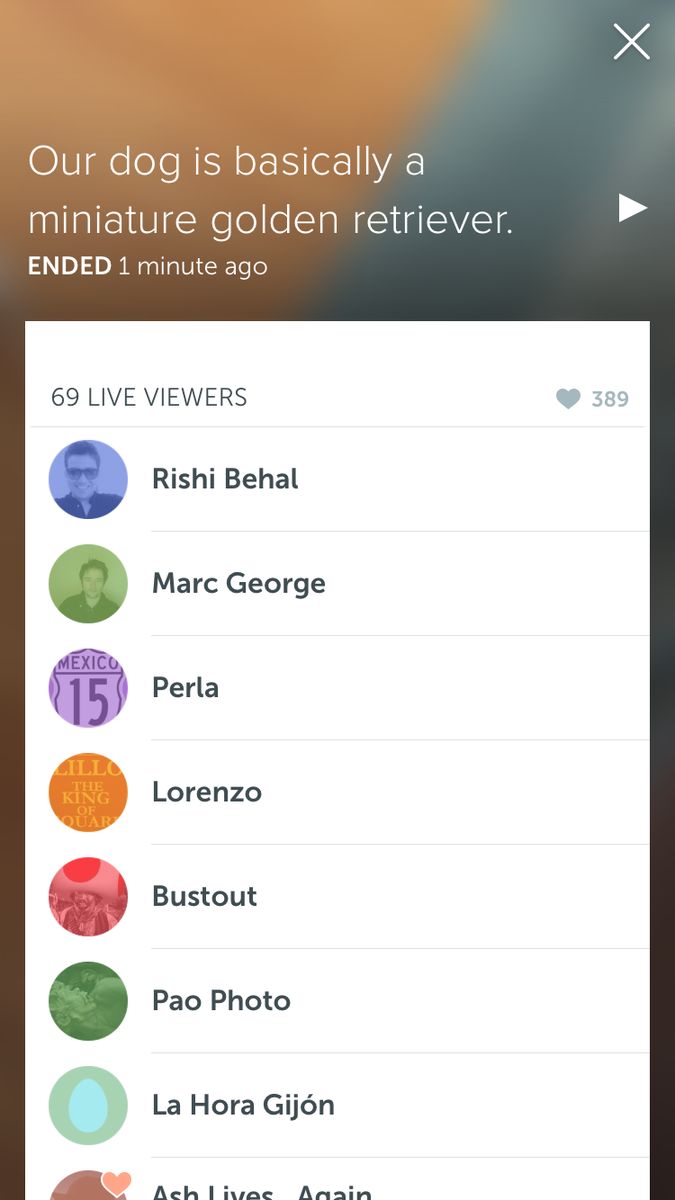 Our dog is basically a
miniature golden retriever.
ENDED 1 minute ago
69 LIVE VIEWERS 389
Rishi Behal
Marc George
MEXICO
15
Perla
LILLO
THE
KING
OF
QUAR
Lorenzo
Bustout
Pao Photo
La Hora Gijón
Ash Lives.. Again